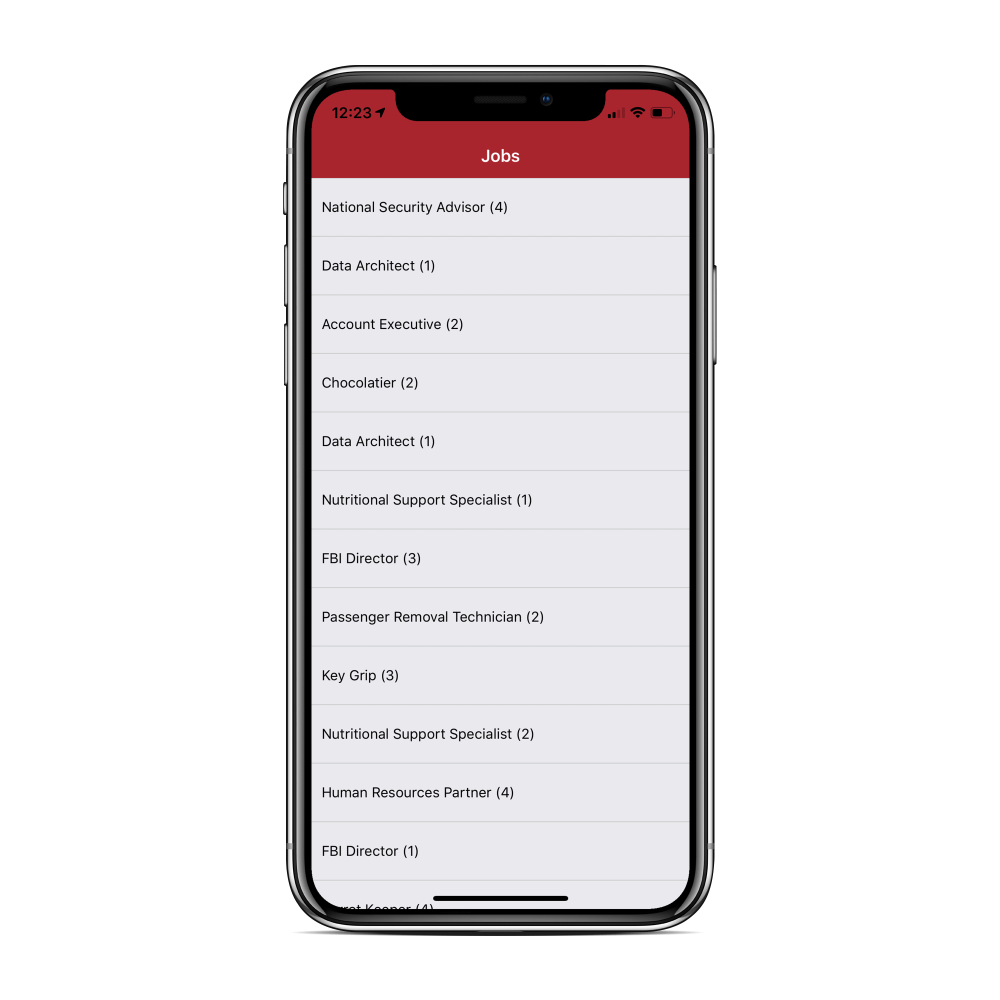 12:23
Jobs
National Security Advisor (4)
Data Architect (1)
Account Executive (2)
Chocolatier (2)
Data Architect (1)
Nutritional Support Specialist (1)
FBI Director (3)
Passenger Removal Technician (2)
Key Grip (3)
Nutritional Support Specialist (2)
Human Resources Partner (4)
FBI Director (1)
Keeper (4)